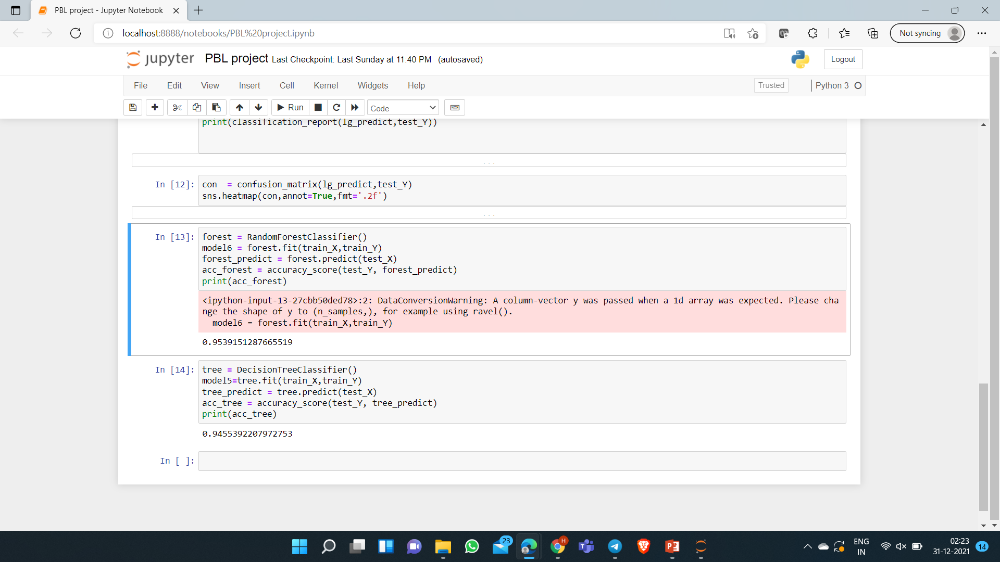 PBL project - Jupyter Notebook
localhost:8888/notebooks/PBL%20project.ipynb
Not syncing
jupyter PBL project Last Checkpoint: Last Sunday at 11:40 PM (autosaved)
Logout
File Edit View Insert Cell Kernel Widgets Help
Trusted
Python 3
Run
Code
print(classification_report(lg_predict,test_Y))
...
In [12]: con  = confusion_matrix(lg_predict,test_Y)
sns.heatmap(con,annot=True,fmt='.2f')
...
In [13]: forest = RandomForestClassifier()
model6 = forest.fit(train_X,train_Y)
forest_predict = forest.predict(test_X)
acc_forest = accuracy_score(test_Y, forest_predict)
print(acc_forest)
<ipython-input-13-27cbb50ded78>:2: DataConversionWarning: A column-vector y was passed when a 1d array was expected. Please cha
nge the shape of y to (n_samples,), for example using ravel().
  model6 = forest.fit(train_X,train_Y)
0.9539151287665519
In [14]: tree = DecisionTreeClassifier()
model5=tree.fit(train_X,train_Y)
tree_predict = tree.predict(test_X)
acc_tree = accuracy_score(test_Y, tree_predict)
print(acc_tree)
0.9455392207972753
In [ ]:
23
H
ENG
IN
02:23
31-12-2021
14